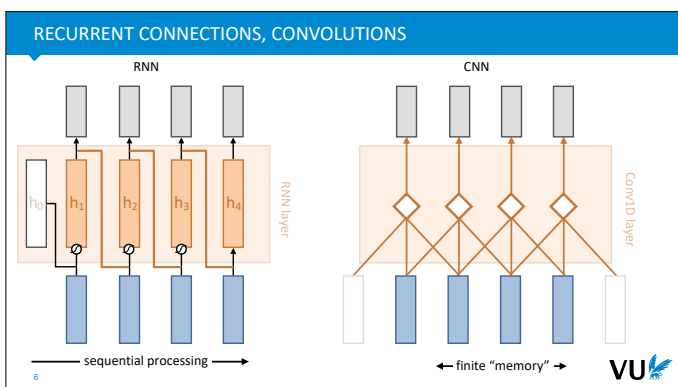 RECURRENT CONNECTIONS, CONVOLUTIONS
RNN
CNN
h₀
h₁
h₂
h₃
h₄
RNN layer
Conv1D layer
sequential processing
finite “memory”
6
VU